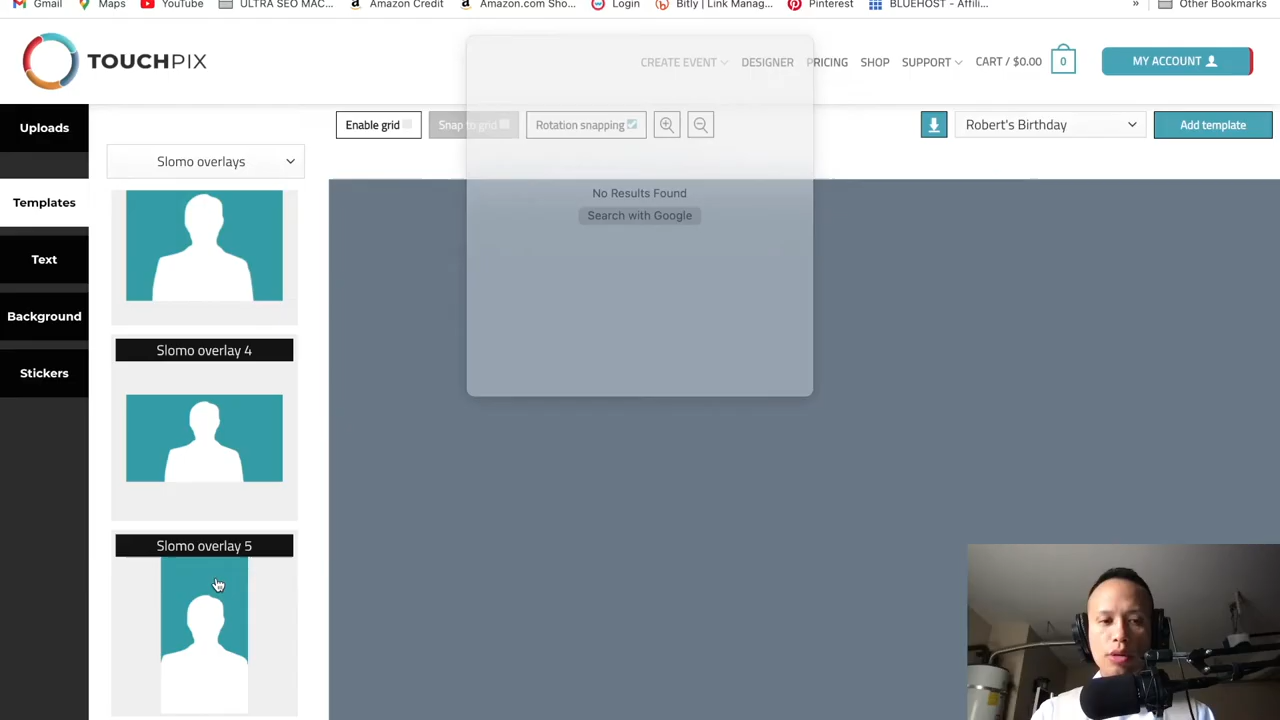 Gmail Maps YouTube ULTRA SEO MAC... Amazon Credit Amazon.com Sho... Login Bitly | Link Manag... Pinterest BLUEHOST - Affili... » Other Bookmarks
TOUCHPIX
CREATE EVENT DESIGNER PRICING SHOP SUPPORT CART / $0.00 0 MY ACCOUNT
Uploads
Enable grid Snap to grid Rotation snapping Robert's Birthday Add template
Slomo overlays
No Results Found
Templates
Search with Google
Text
Background
Slomo overlay 4
Stickers
Slomo overlay 5